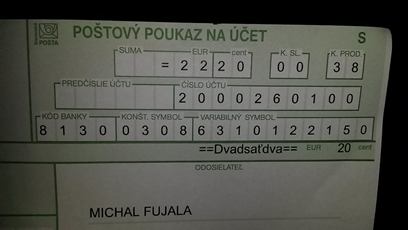 POŠTA
POŠTOVÝ POUKAZ NA ÚČET S
SUMA EUR cent K. SL. K. PROD.
= 2 2 2 0 0 0 3 8
PREDČÍSLIE ÚČTU ČÍSLO ÚČTU
2 0 0 0 2 6 0 1 0 0
KÓD BANKY KONŠT. SYMBOL VARIABILNÝ SYMBOL
8 1 3 0 0 3 0 8 6 3 1 0 1 2 2 1 5 0
==Dvadsaťdva== EUR 20 cent
ODOSIELATEĽ
MICHAL FUJALA